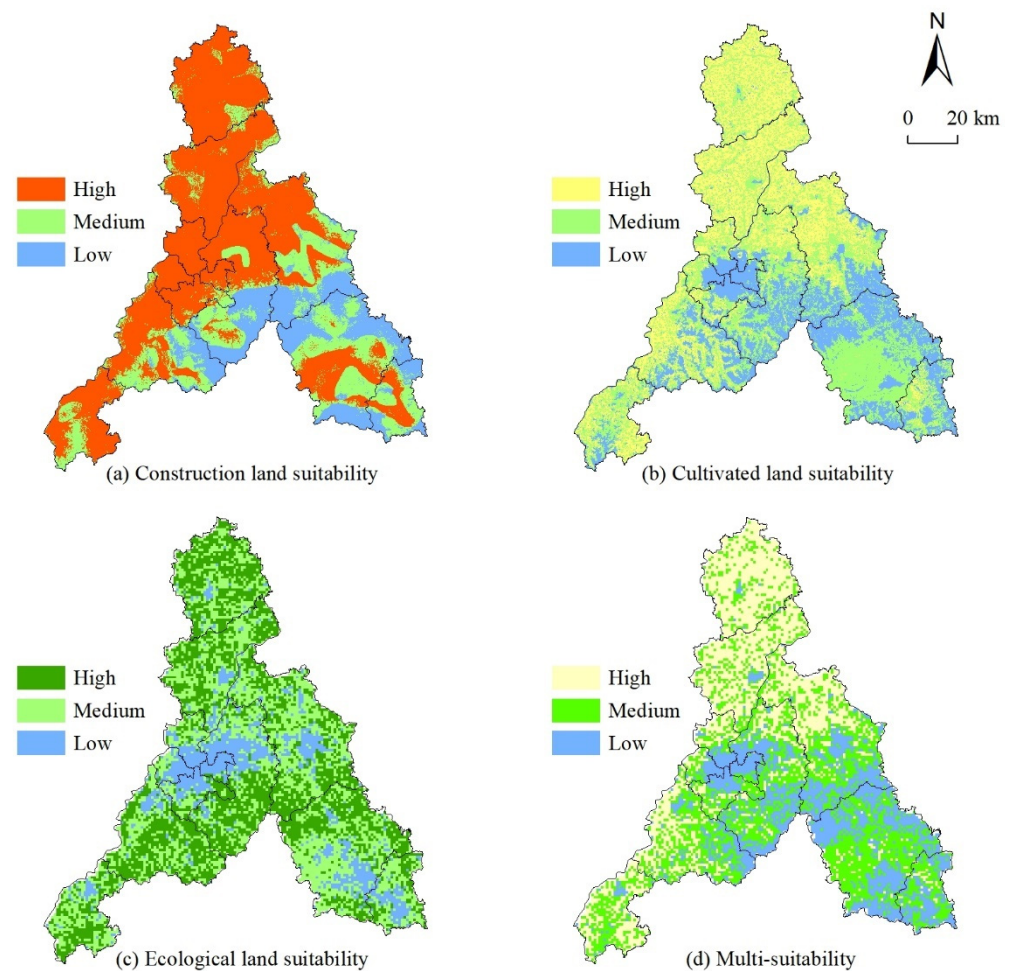 N
0 20 km
High
Medium
Low
(a) Construction land suitability
High
Medium
Low
(b) Cultivated land suitability
High
Medium
Low
(c) Ecological land suitability
High
Medium
Low
(d) Multi-suitability